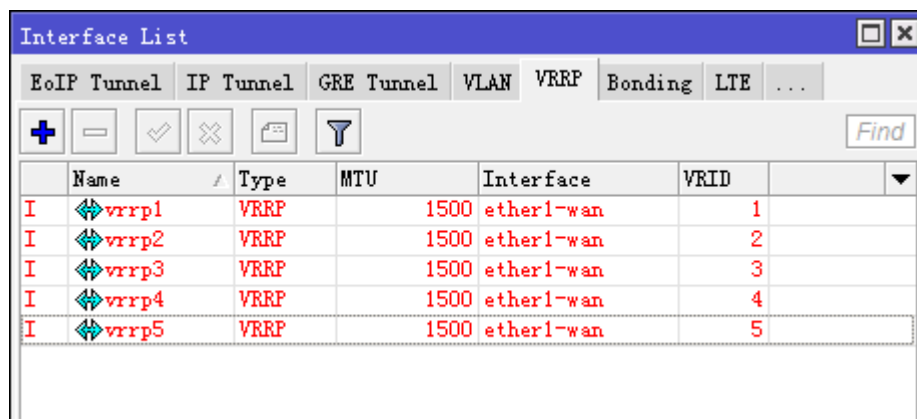 Interface List
EoIP Tunnel IP Tunnel GRE Tunnel VLAN VRRP Bonding LTE ...
Find
Name Type MTU Interface VRID
I vrrp1 VRRP 1500 ether1-wan 1
I vrrp2 VRRP 1500 ether1-wan 2
I vrrp3 VRRP 1500 ether1-wan 3
I vrrp4 VRRP 1500 ether1-wan 4
I vrrp5 VRRP 1500 ether1-wan 5